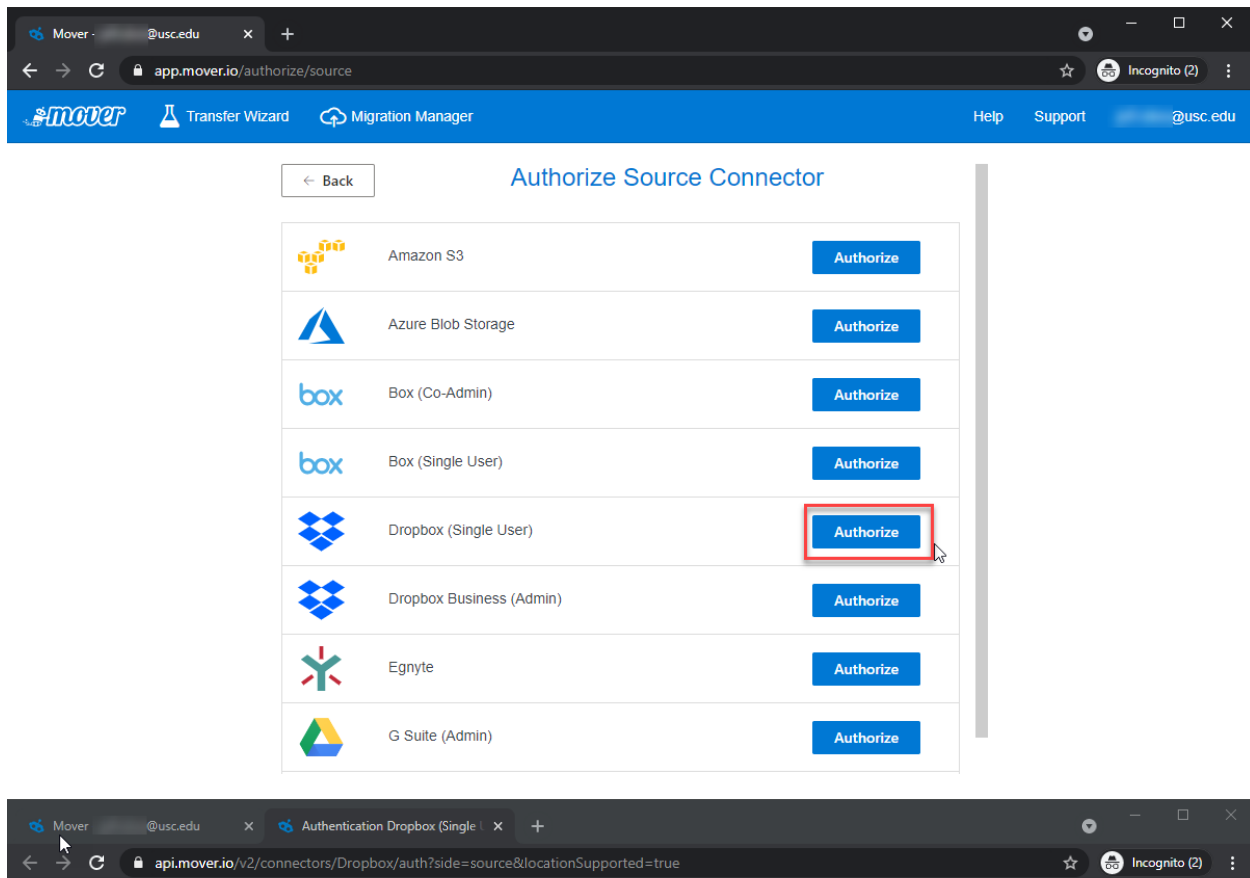 Mover - @usc.edu
app.mover.io/authorize/source
Incognito (2)
mover Transfer Wizard Migration Manager Help Support @usc.edu
Back
Authorize Source Connector
Amazon S3 Authorize
Azure Blob Storage Authorize
box Box (Co-Admin) Authorize
box Box (Single User) Authorize
Dropbox (Single User) Authorize
Dropbox Business (Admin) Authorize
Egnyte Authorize
G Suite (Admin) Authorize
Mover @usc.edu Authentication Dropbox (Single
api.mover.io/v2/connectors/Dropbox/auth?side=source&locationSupported=true
Incognito (2)